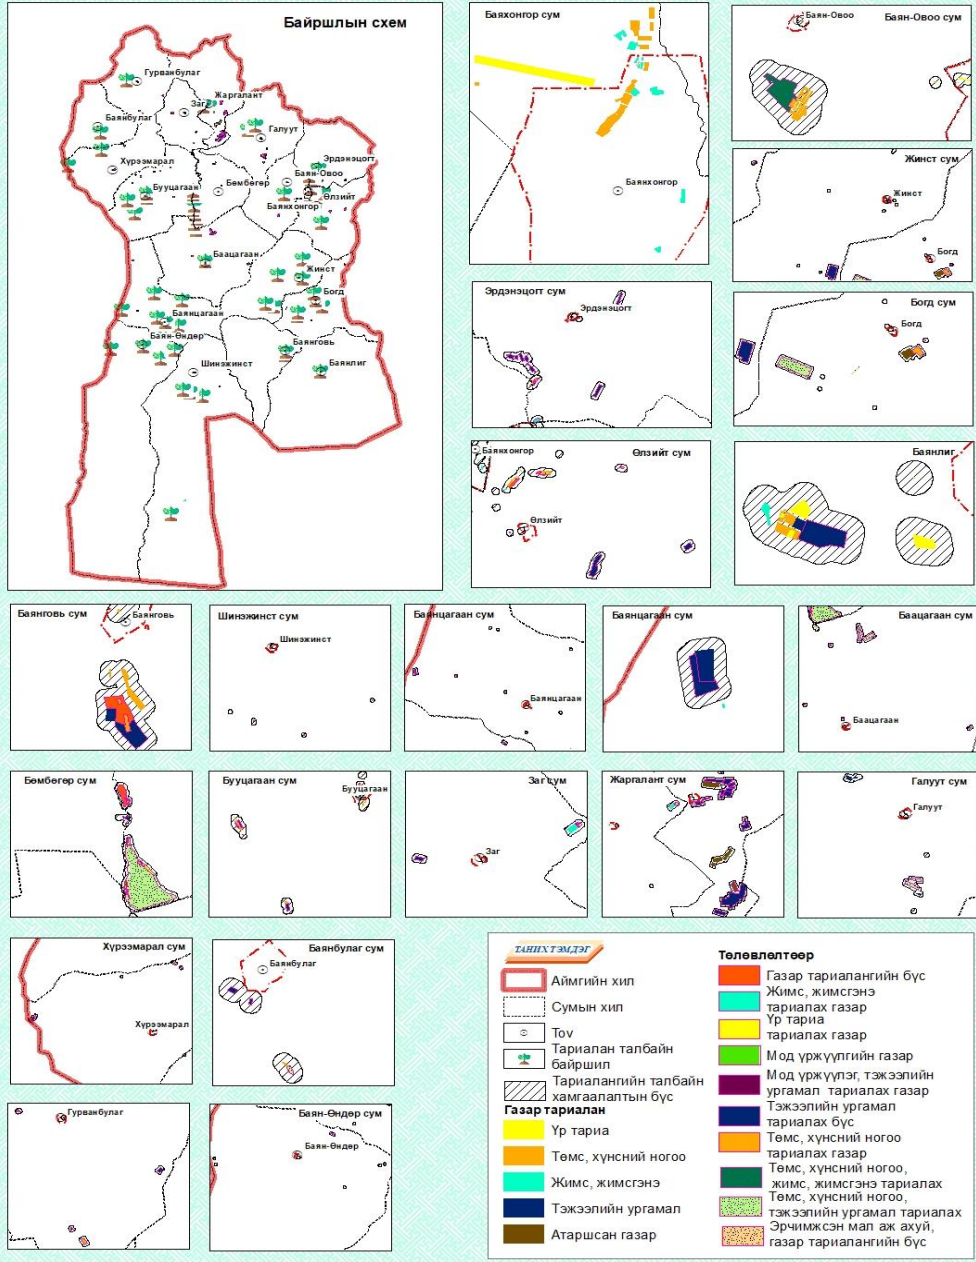 Байршлын схем
Гурванбулаг
Жаргалант
Заг
Баянбулаг
Галуут
Хүрээмарал
Эрдэнэцогт
Баян-Овоо
Бууцагаан
Бөмбөгөр
Өлзийт
Баянхонгор
Баацагаан
Жинст
Богд
Баянцагаан
Баян-Өндөр
Баянговь
Шинэжинст
Баянлиг
Баяхонгор сум
Баянхонгор
Баян-Овоо
Баян-Овоо сум
Жинст сум
Жинст
Богд
Эрдэнэцогт сум
Эрдэнэцогт
Богд сум
Богд
Баянхонгор
Өлзийт сум
Өлзийт
Баянлиг
Баянговь сум
Баянговь
Шинэжинст сум
Шинэжинст
Баянцагаан сум
Баянцагаан
Баянцагаан сум
Баацагаан сум
Баацагаан
Бөмбөгөр сум
Бууцагаан сум
Бууцагаан
Заг сум
Заг
Жаргалант сум
Галуут сум
Галуут
Хүрээмарал сум
Хүрээмарал
Баянбулаг сум
Баянбулаг
Гурванбулаг
Баян-Өндөр сум
Баян-Өндөр
ТАНИХ ТЭМДЭГ
Аймгийн хил
Сумын хил
Tov
Тариалан талбайн
байршил
Тариалангийн талбайн
хамгаалалтын бүс
Газар тариалан
Үр тариа
Төмс, хүнсний ногоо
Жимс, жимсгэнэ
Тэжээлийн ургамал
Атаршсан газар
Төлөвлөлтөөр
Газар тариалангийн бүс
Жимс, жимсгэнэ
тариалах газар
Үр тариа
тариалах газар
Мод үржүүлгийн газар
Мод үржүүлэг, тэжээлийн
ургамал тариалах газар
Тэжээлийн ургамал
тариалах бүс
Төмс, хүнсний ногоо
тариалах газар
Төмс, хүнсний ногоо,
жимс, жимсгэнэ тариалах
Төмс, хүнсний ногоо,
тэжээлийн ургамал тариалах
Эрчимжсэн мал аж ахуй,
газар тариалангийн бүс